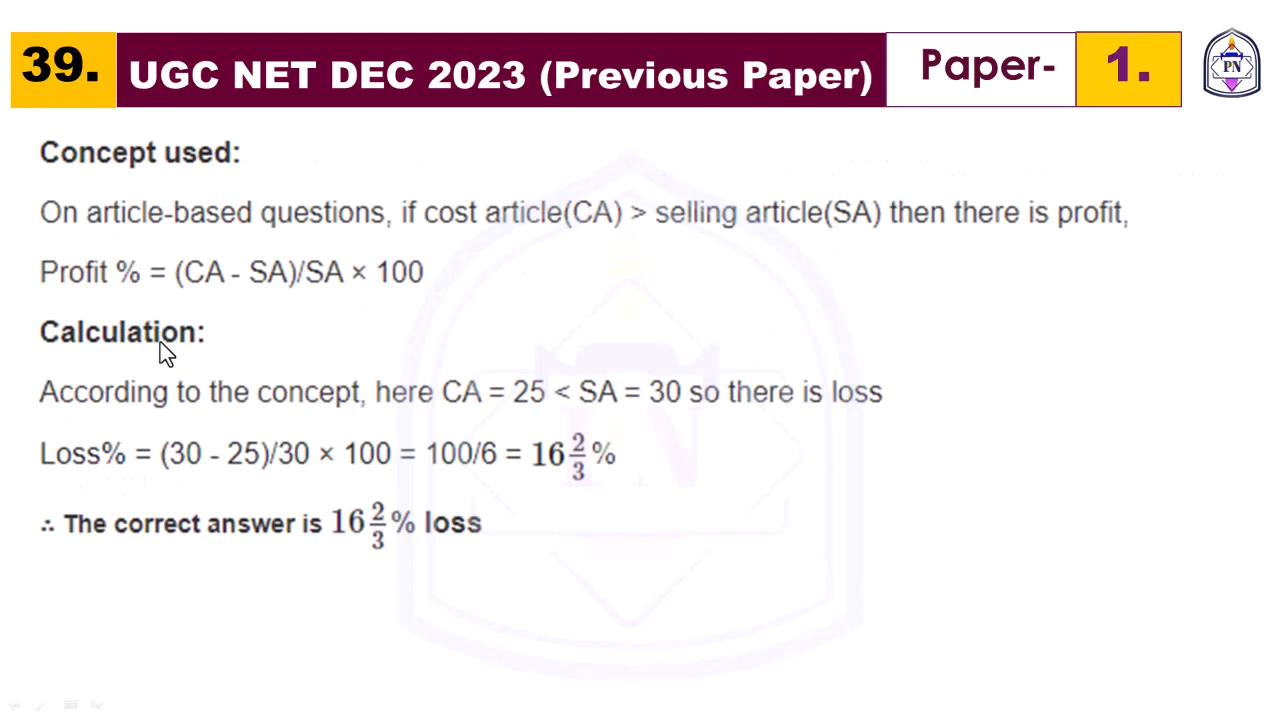 39. UGC NET DEC 2023 (Previous Paper) Paper- 1. PN
Concept used:
On article-based questions, if cost article(CA) > selling article(SA) then there is profit,
Profit % = (CA - SA)/SA × 100
Calculation:
According to the concept, here CA = 25 < SA = 30 so there is loss
Loss% = (30 - 25)/30 × 100 = 100/6 = 16 2/3 %
∴ The correct answer is 16 2/3 % loss
PN